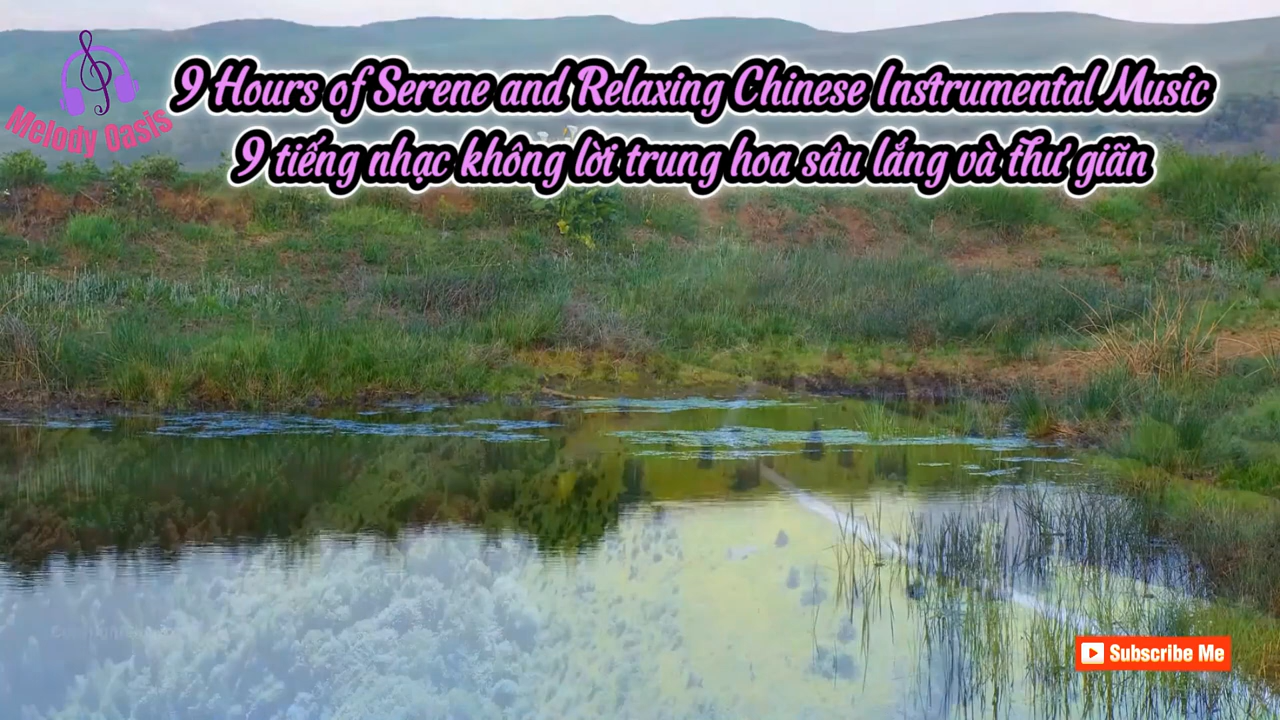 Melody Oasis
9 Hours of Serene and Relaxing Chinese Instrumental Music
9 tiếng nhạc không lời trung hoa sâu lắng và thư giãn
Subscribe Me